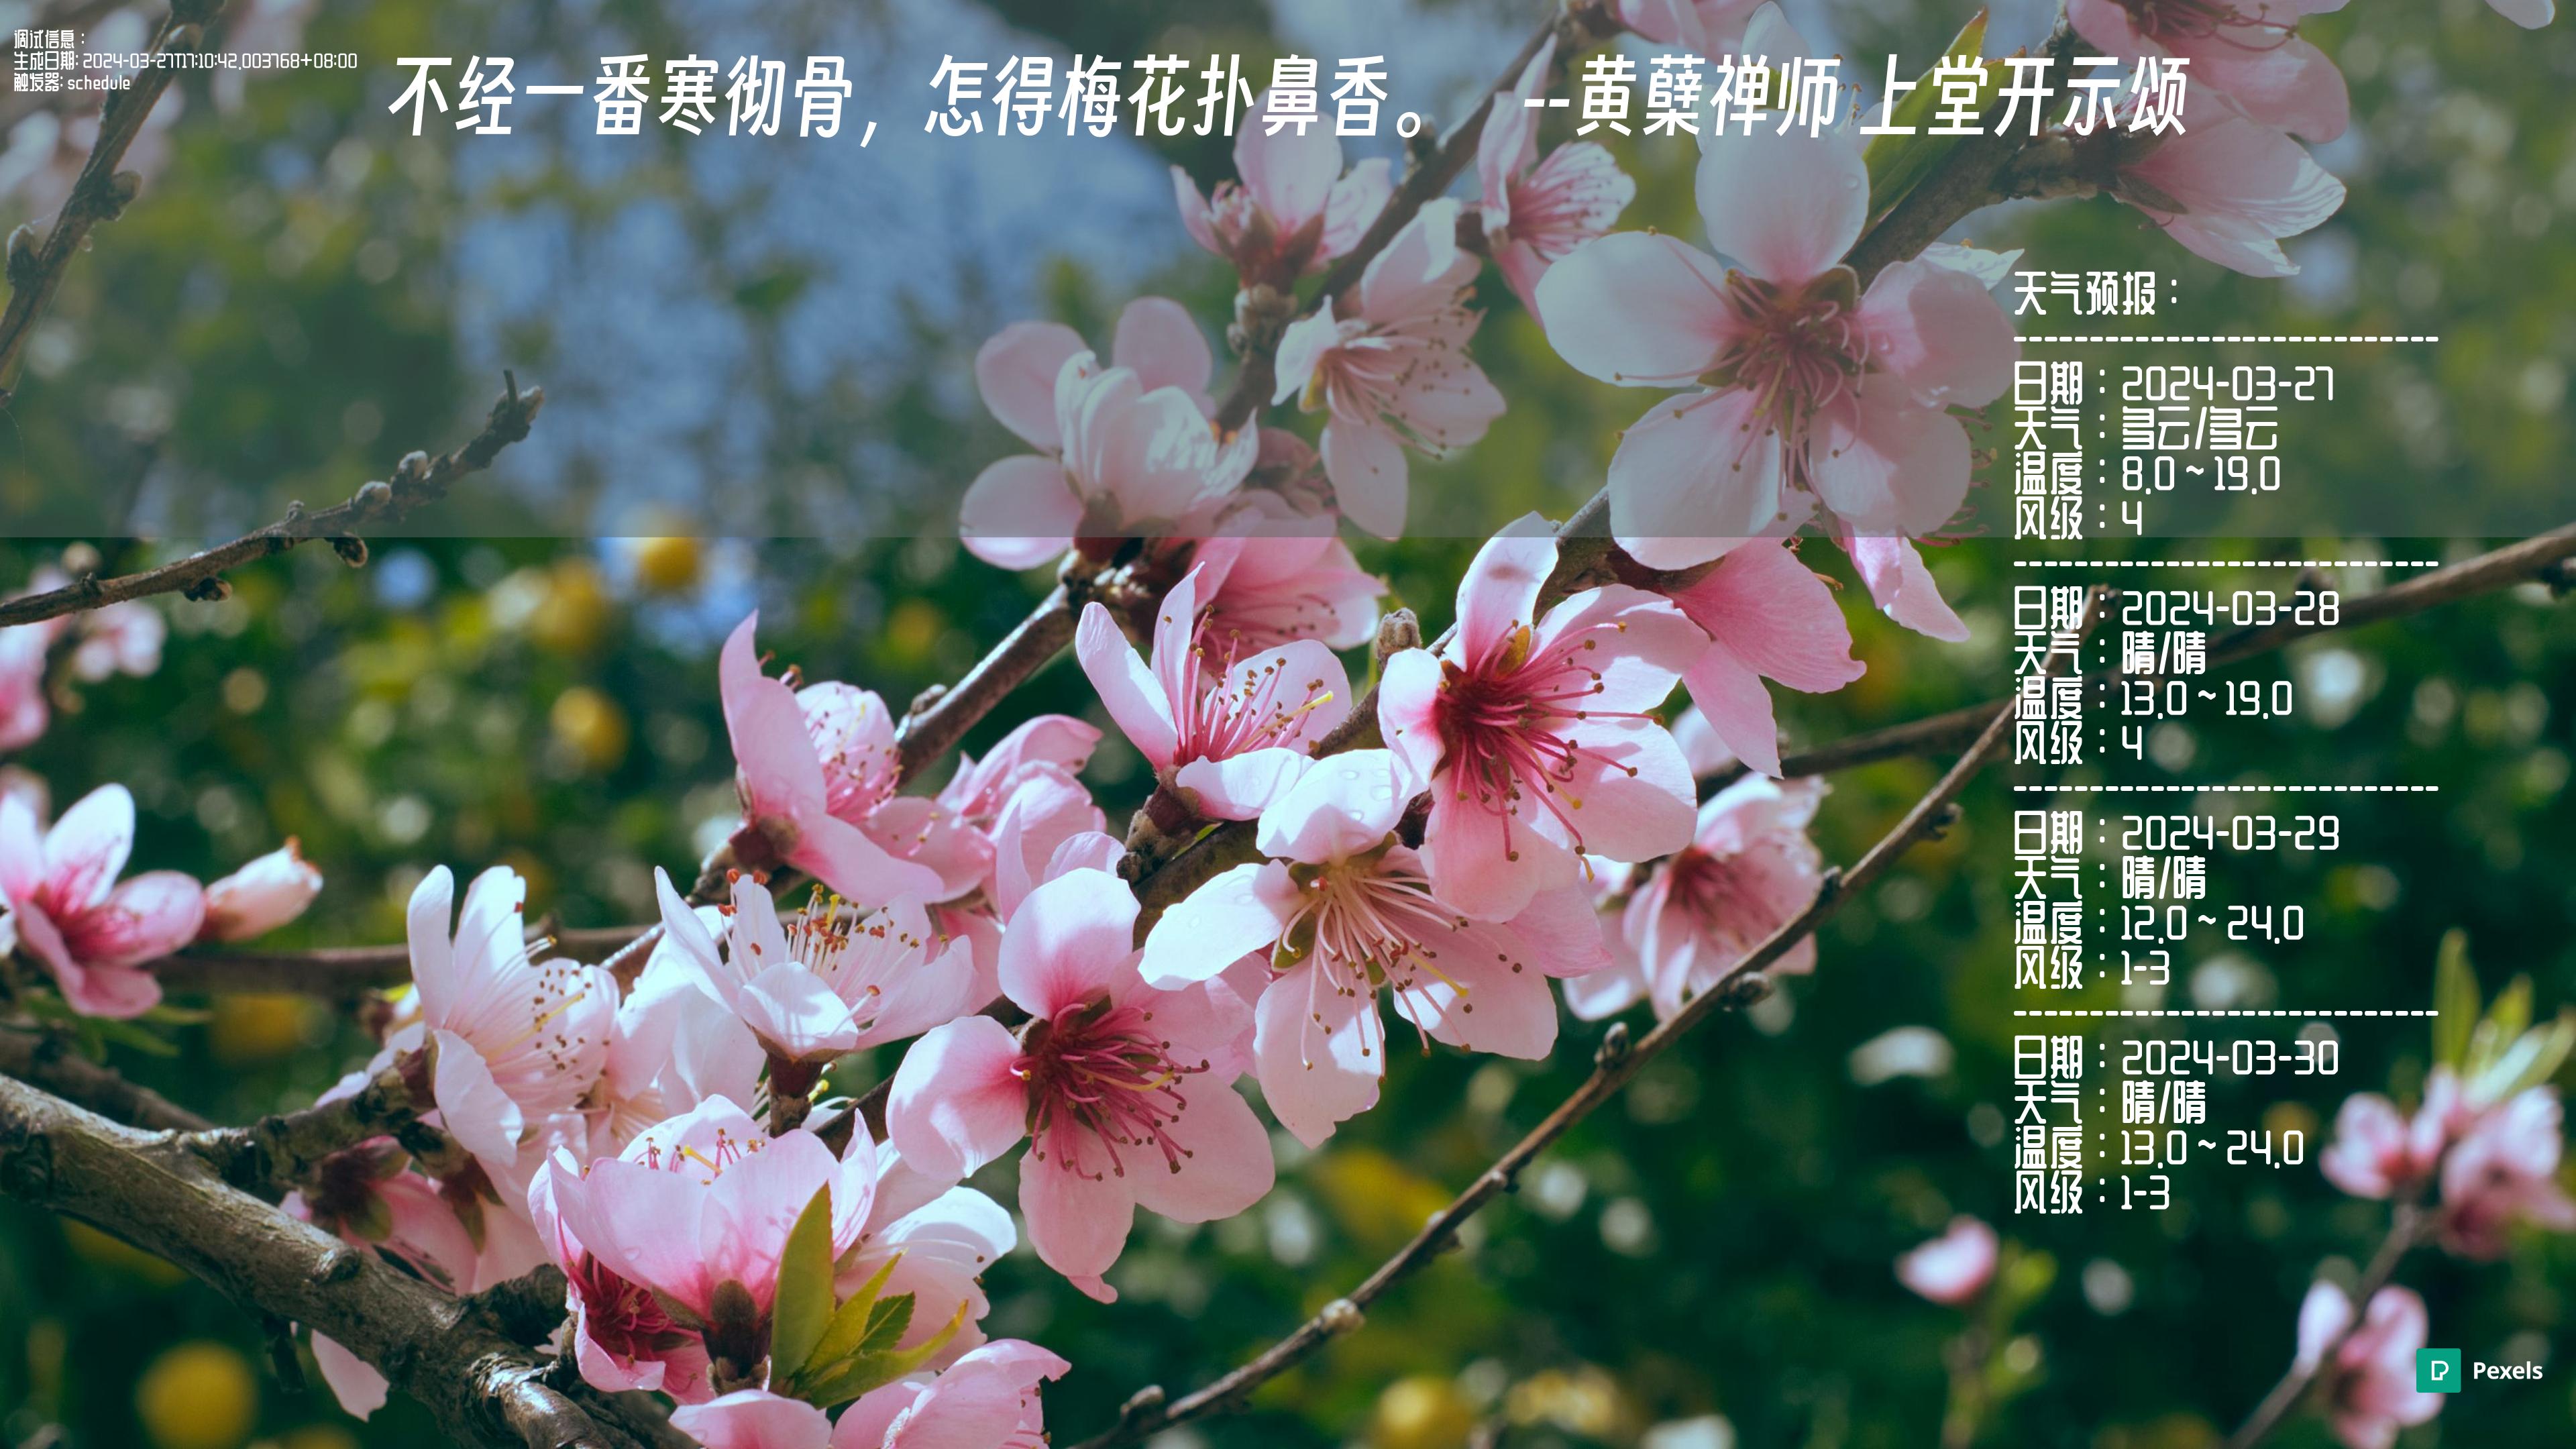 调试信息：
生成日期: 2024-03-27T17:10:42.003768+08:00
触发器: schedule
不经一番寒彻骨，怎得梅花扑鼻香。 --黄蘖禅师 上堂开示颂
天气预报：
----------------------------
日期：2024-03-27
天气：多云/多云
温度：8.0 ~ 19.0
风级：4
----------------------------
日期：2024-03-28
天气：晴/晴
温度：13.0 ~ 19.0
风级：4
----------------------------
日期：2024-03-29
天气：晴/晴
温度：12.0 ~ 24.0
风级：1-3
----------------------------
日期：2024-03-30
天气：晴/晴
温度：13.0 ~ 24.0
风级：1-3
Pexels